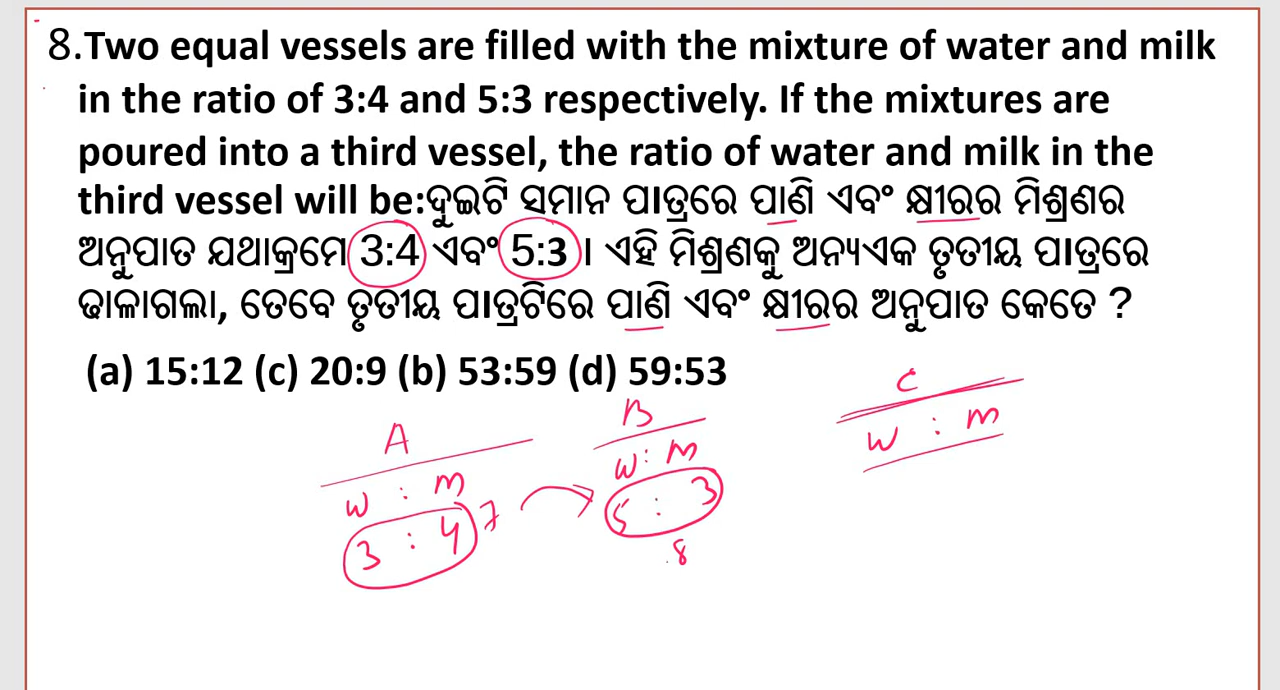 8.Two equal vessels are filled with the mixture of water and milk
in the ratio of 3:4 and 5:3 respectively. If the mixtures are
poured into a third vessel, the ratio of water and milk in the
third vessel will be:ଦୁଇଟି ସମାନ ପାତ୍ରରେ ପାଣି ଏବଂ କ୍ଷୀରର ମିଶ୍ରଣର
ଅନୁପାତ ଯଥାକ୍ରମେ 3:4 ଏବଂ 5:3 । ଏହି ମିଶ୍ରଣକୁ ଅନ୍ୟଏକ ତୃତୀୟ ପାତ୍ରରେ
ଢାଳାଗଲା, ତେବେ ତୃତୀୟ ପାତ୍ରଟିରେ ପାଣି ଏବଂ କ୍ଷୀରର ଅନୁପାତ କେତେ ?
(a) 15:12 (c) 20:9 (b) 53:59 (d) 59:53
A B C
w : m w : m w : m
3 : 4 7 5 : 3
8